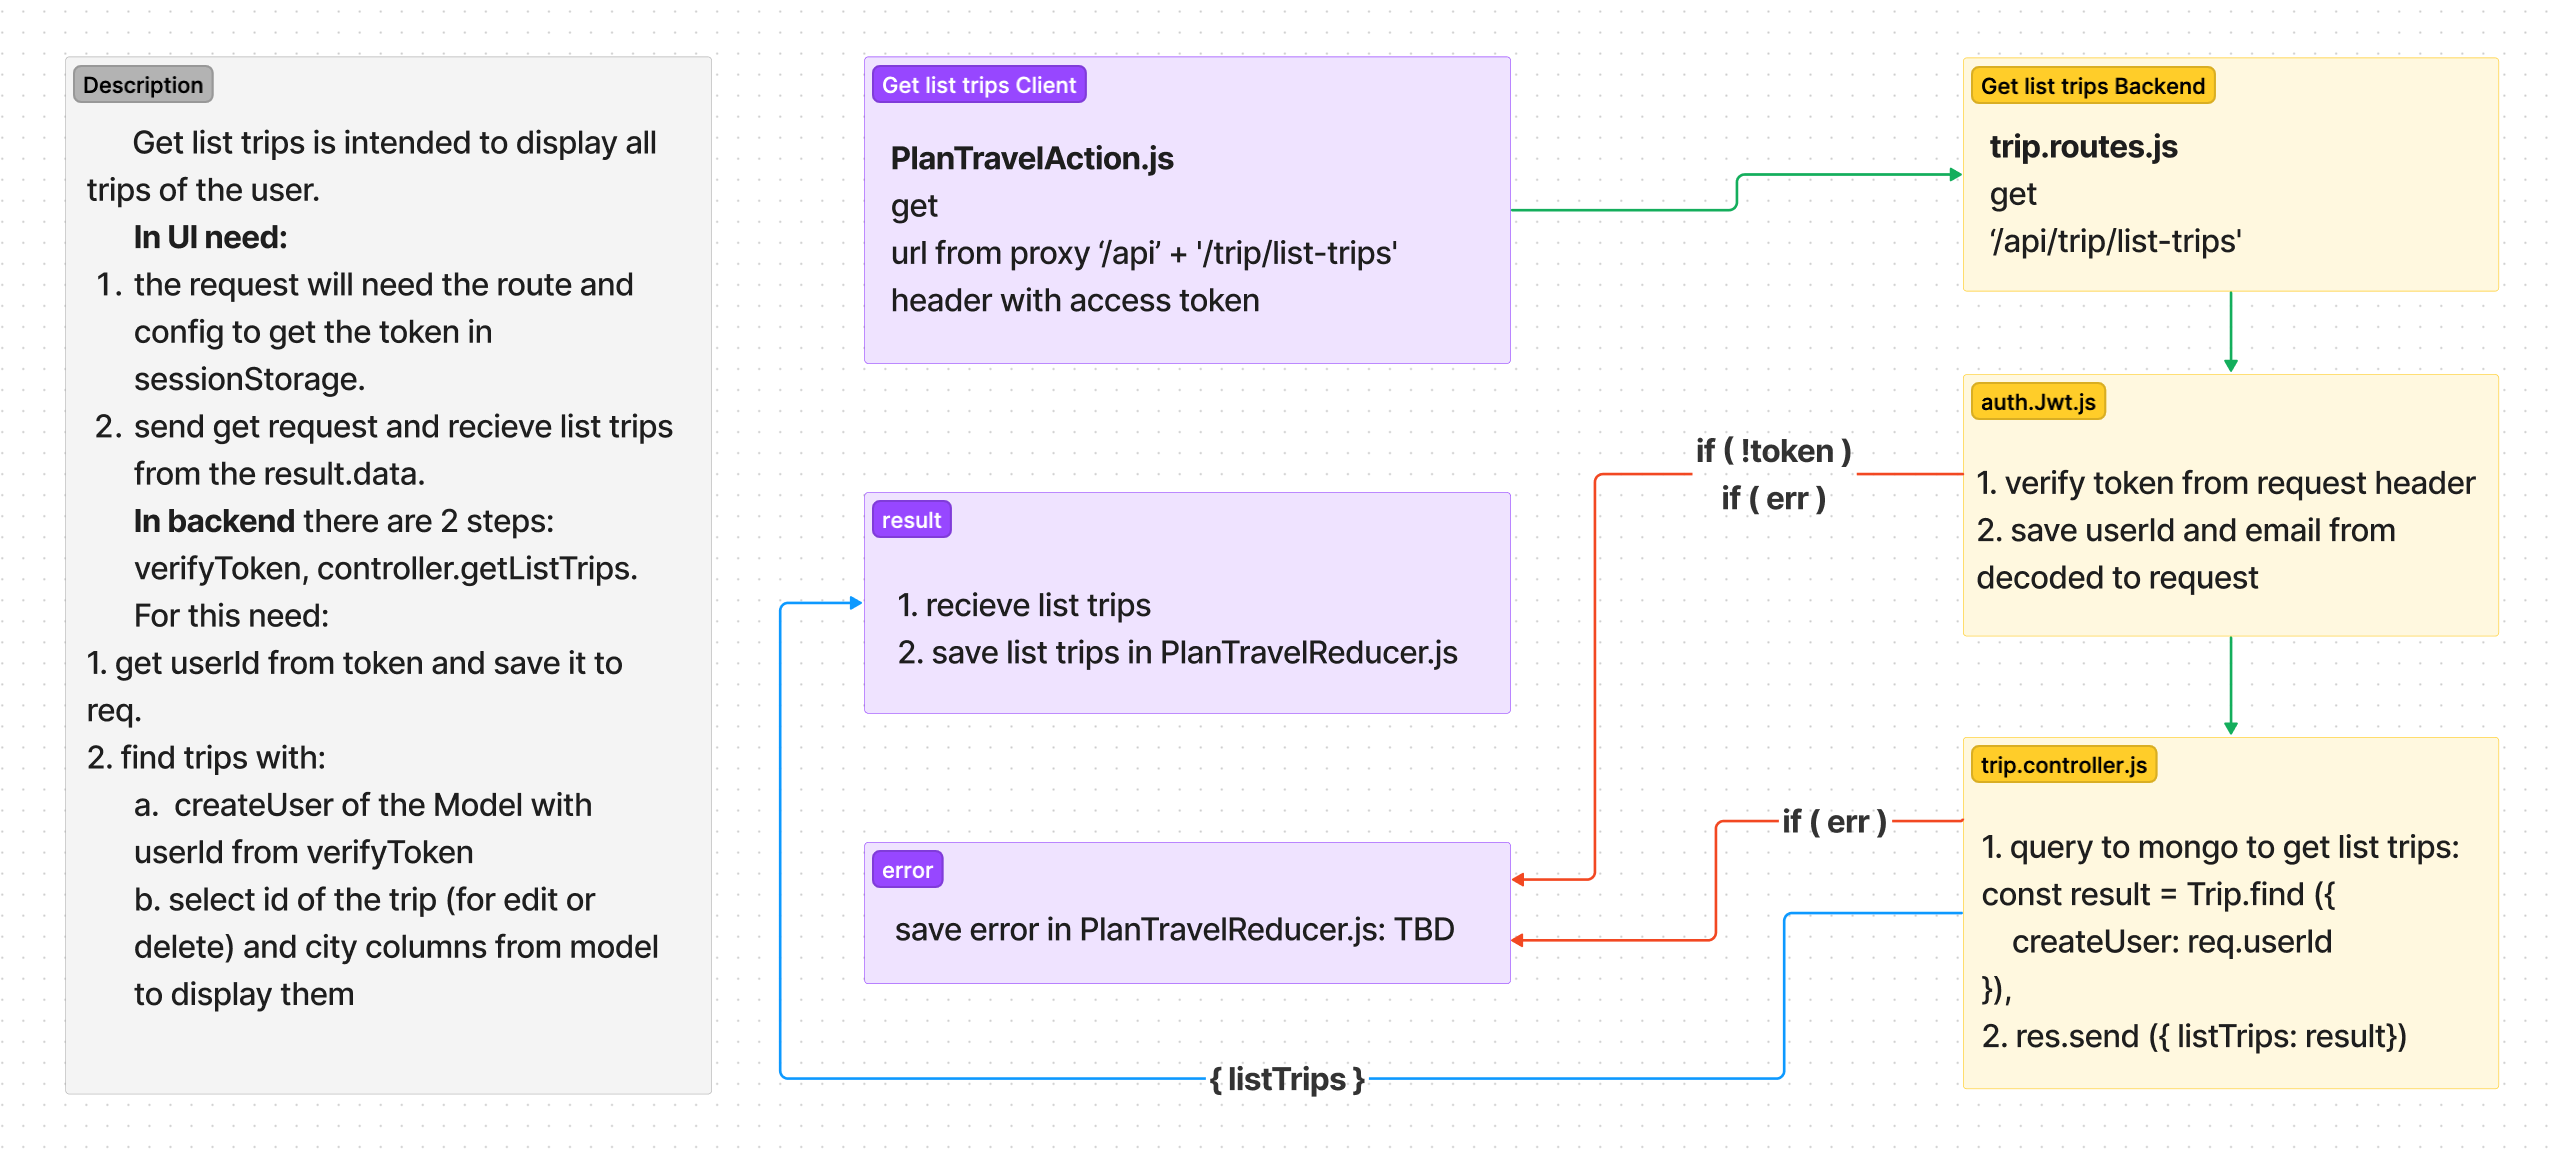 Description
Get list trips is intended to display all
trips of the user.
In UI need:
1. the request will need the route and
config to get the token in
sessionStorage.
2. send get request and recieve list trips
from the result.data.
In backend there are 2 steps:
verifyToken, controller.getListTrips.
For this need:
1. get userId from token and save it to
req.
2. find trips with:
a. createUser of the Model with
userId from verifyToken
b. select id of the trip (for edit or
delete) and city columns from model
to display them
Get list trips Client
PlanTravelAction.js
get
url from proxy ‘/api’ + '/trip/list-trips'
header with access token
result
1. recieve list trips
2. save list trips in PlanTravelReducer.js
error
save error in PlanTravelReducer.js: TBD
{ listTrips }
if ( !token )
if ( err )
if ( err )
Get list trips Backend
trip.routes.js
get
‘/api/trip/list-trips'
auth.Jwt.js
1. verify token from request header
2. save userId and email from
decoded to request
trip.controller.js
1. query to mongo to get list trips:
const result = Trip.find ({
createUser: req.userId
}),
2. res.send ({ listTrips: result})